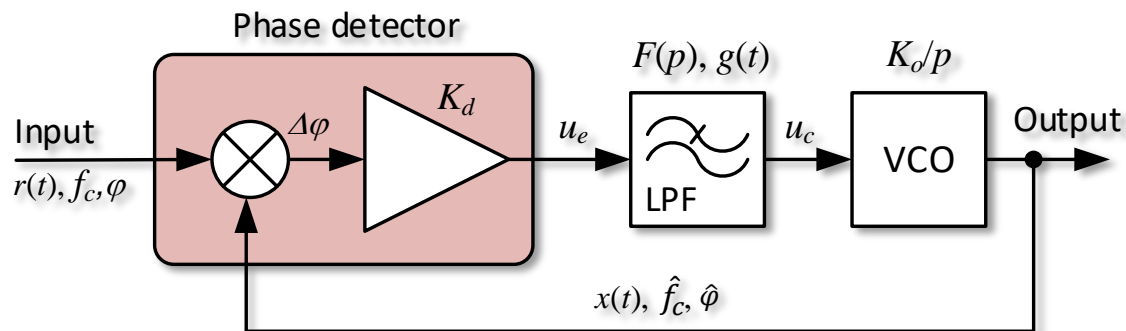 Phase detector
F(p), g(t)
K_o/p
K_d
Input
Δφ
u_e
u_c
Output
r(t), f_c, φ
LPF
VCO
x(t), f̂_c, φ̂